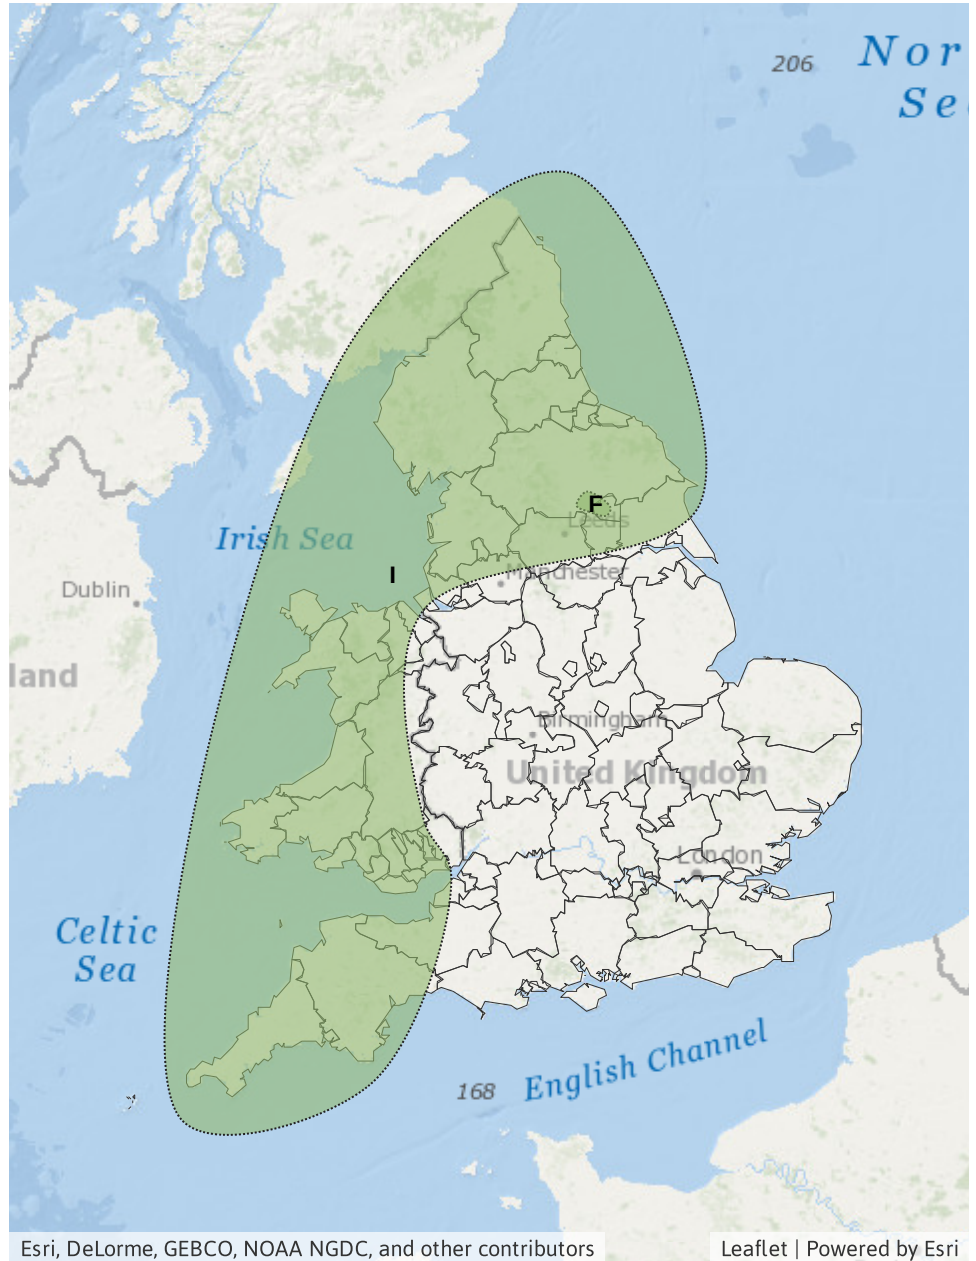 206
Nor
Se
F
Leeds
Irish Sea
I
Manchester
Dublin
land
Birmingham
United Kingdom
London
Celtic
Sea
English Channel
168
Esri, DeLorme, GEBCO, NOAA NGDC, and other contributors
Leaflet | Powered by Esri